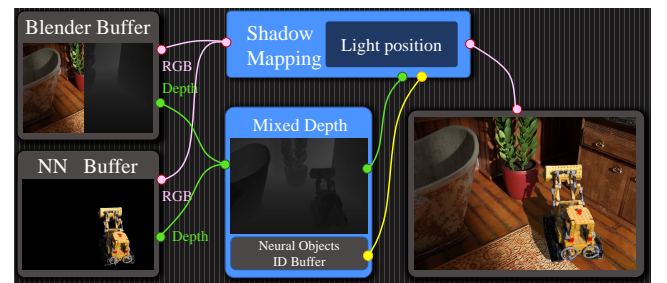 Blender Buffer
RGB
Depth
NN Buffer
RGB
Depth
Shadow
Mapping
Light position
Mixed Depth
Neural Objects
ID Buffer